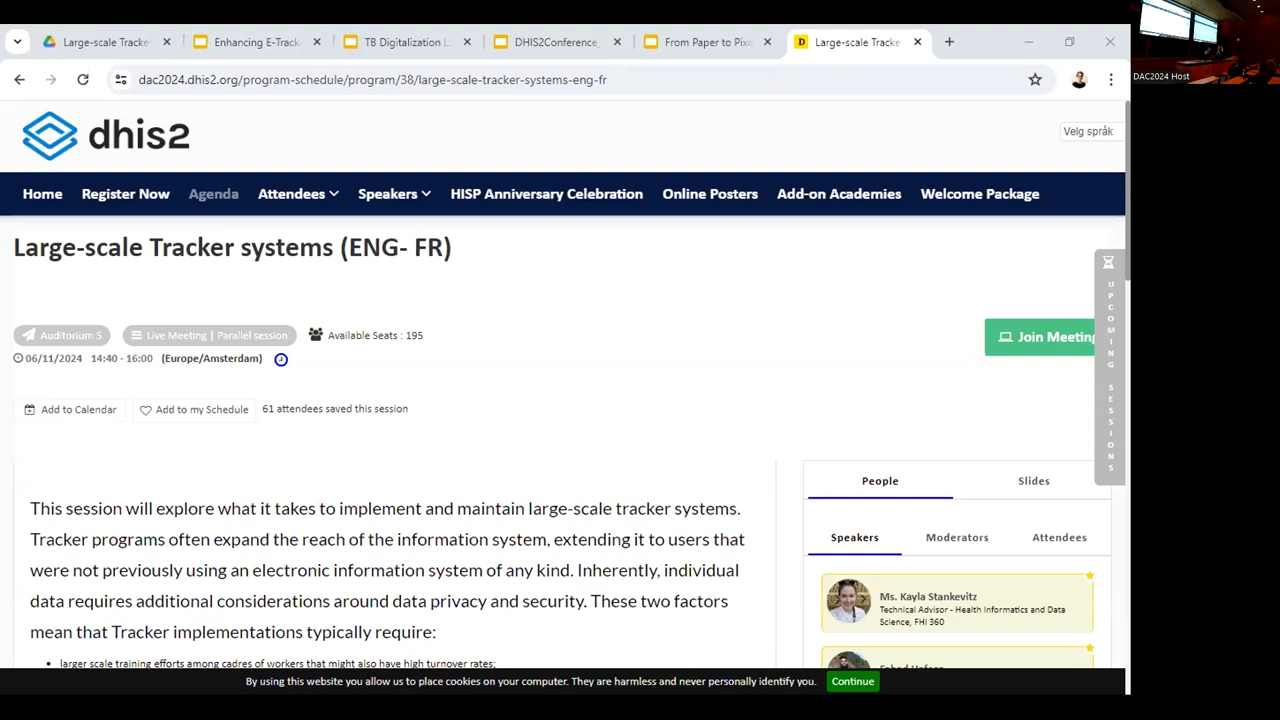 Large-scale Tracke
Enhancing E-Track
TB Digitalization L
DHIS2Conference_
From Paper to Pixe
Large-scale Tracke
dac2024.dhis2.org/program-schedule/program/38/large-scale-tracker-systems-eng-fr
DAC2024 Host
dhis2
Velg språk
Home Register Now Agenda Attendees Speakers HISP Anniversary Celebration Online Posters Add-on Academies Welcome Package
Large-scale Tracker systems (ENG- FR)
Auditorium 5 Live Meeting | Parallel session Available Seats : 195
06/11/2024 14:40 - 16:00 (Europe/Amsterdam)
Join Meeting
UPCOMING SESSIONS
Add to Calendar Add to my Schedule 61 attendees saved this session
This session will explore what it takes to implement and maintain large-scale tracker systems.
Tracker programs often expand the reach of the information system, extending it to users that
were not previously using an electronic information system of any kind. Inherently, individual
data requires additional considerations around data privacy and security. These two factors
mean that Tracker implementations typically require:
larger scale training efforts among cadres of workers that might also have high turnover rates;
People Slides
Speakers Moderators Attendees
Ms. Kayla Stankevitz
Technical Advisor - Health Informatics and Data
Science, FHI 360
By using this website you allow us to place cookies on your computer. They are harmless and never personally identify you. Continue